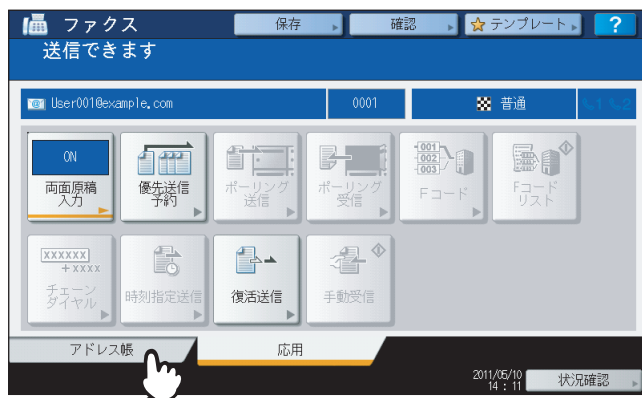 ファクス
保存
確認
テンプレート
?
送信できます
User001@example.com
0001
普通
1
2
ON
両面原稿
入力
優先送信
予約
ポーリング
送信
ポーリング
受信
001
002
003
Fコード
Fコード
リスト
XXXXXX
+xxxx
チェーン
ダイヤル
時刻指定送信
復活送信
手動受信
アドレス帳
応用
2011/05/10
14 : 11
状況確認